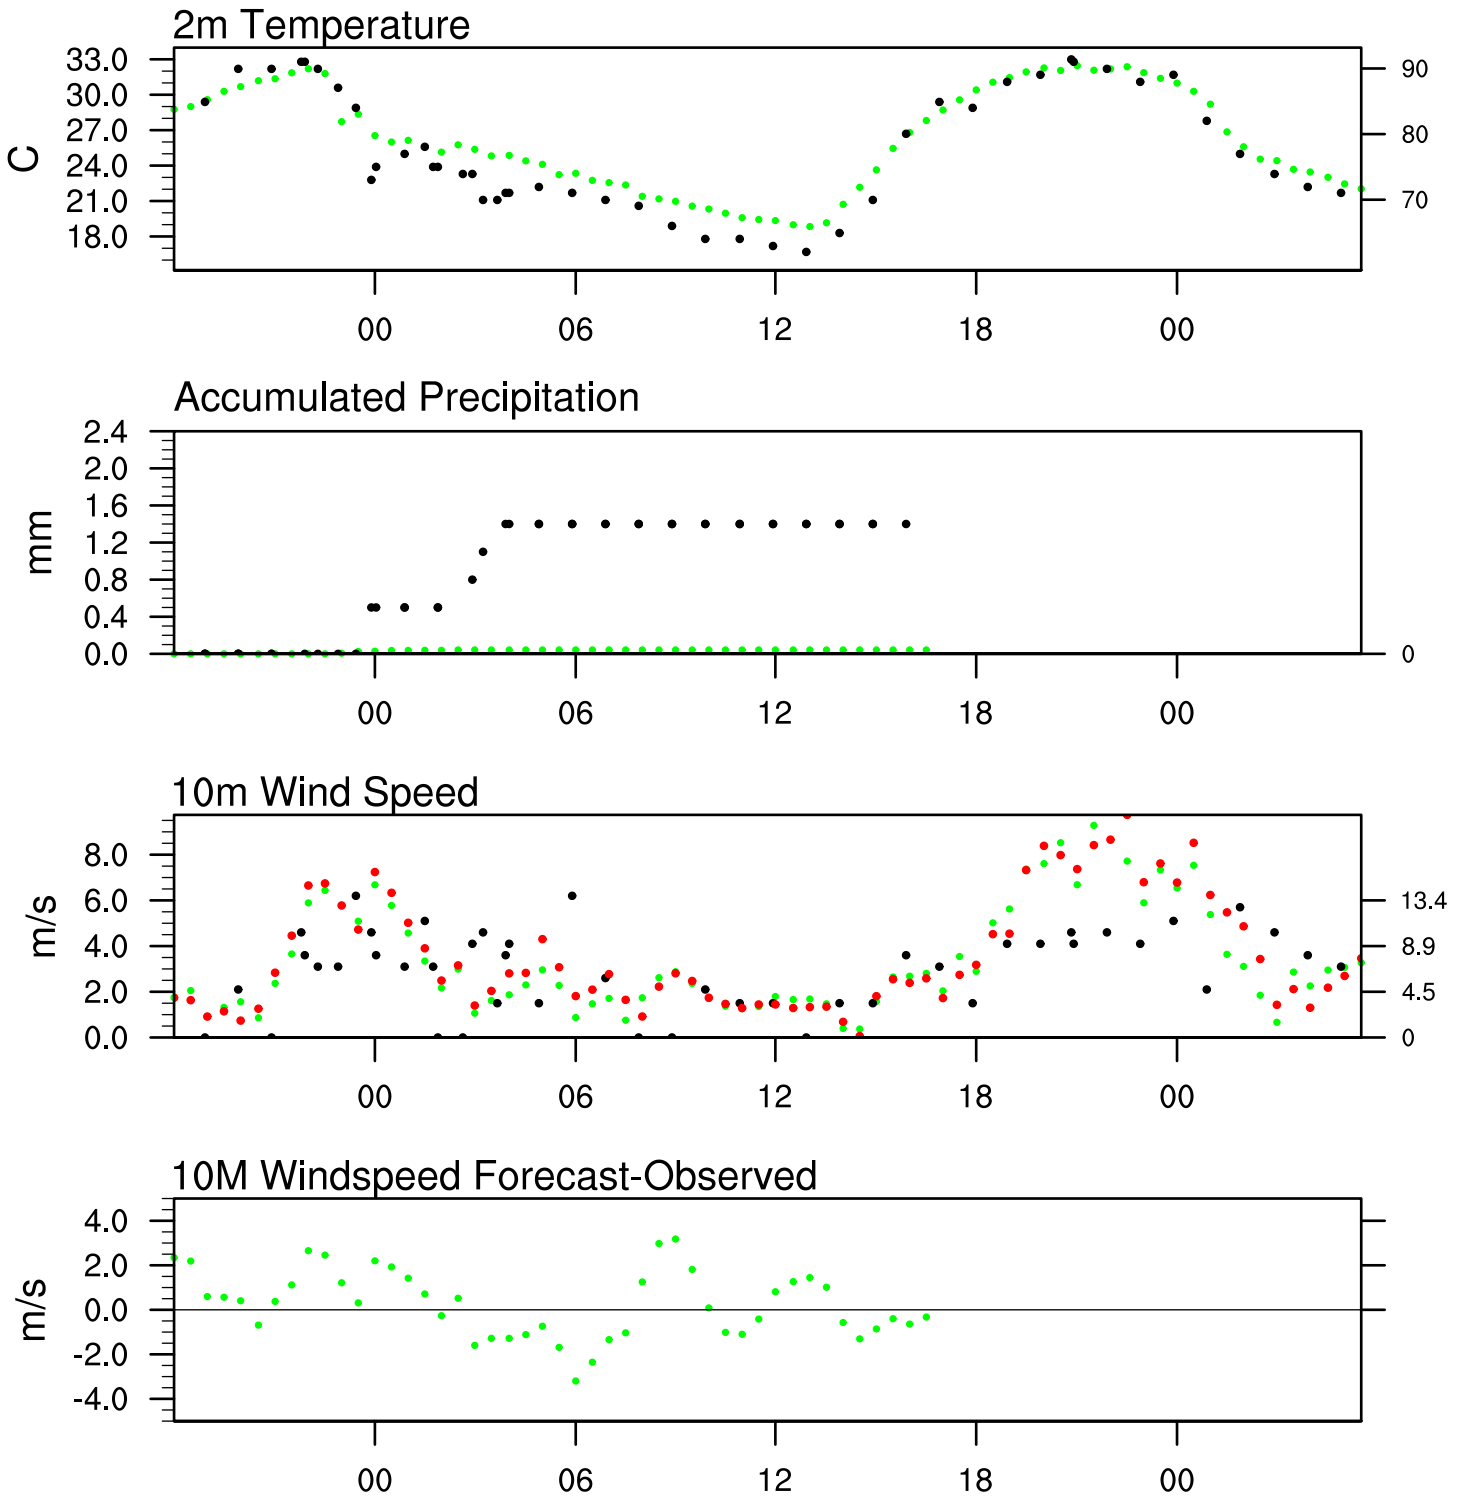 2m Temperature
33.0
30.0
27.0
24.0
21.0
18.0
C
90
80
70
00 06 12 18 00
Accumulated Precipitation
2.4
2.0
1.6
1.2
0.8
0.4
0.0
mm
0
00 06 12 18 00
10m Wind Speed
8.0
6.0
4.0
2.0
0.0
m/s
13.4
8.9
4.5
0
00 06 12 18 00
10M Windspeed Forecast-Observed
4.0
2.0
0.0
-2.0
-4.0
m/s
00 06 12 18 00